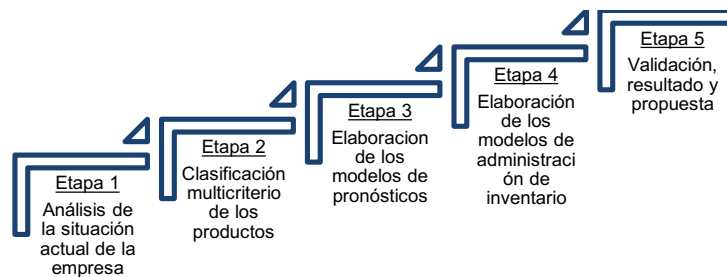 Etapa 1
Análisis de
la situación
actual de la
empresa
Etapa 2
Clasificación
multicriterio
de los
productos
Etapa 3
Elaboracion
de los
modelos de
pronósticos
Etapa 4
Elaboración
de los
modelos de
administraci
ón de
inventario
Etapa 5
Validación,
resultado y
propuesta